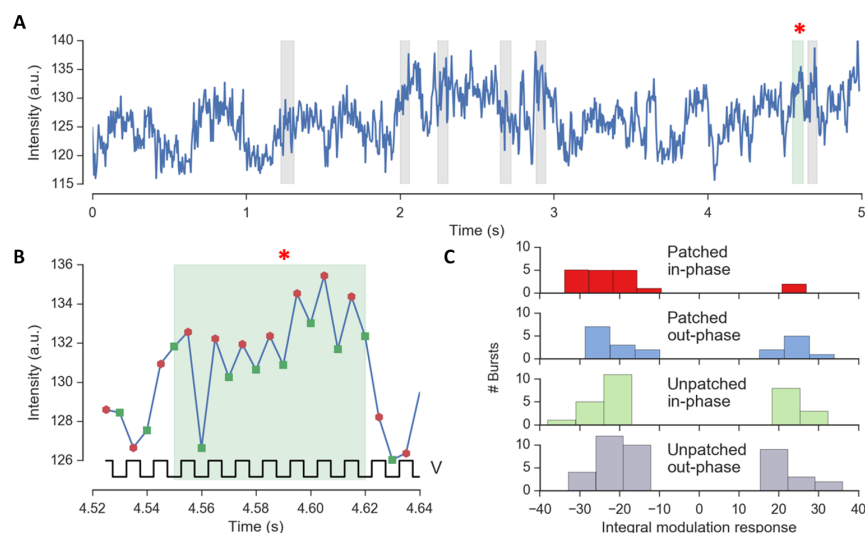 A
*
Intensity (a.u.)
140
135
130
125
120
115
0 1 2 3 4 5
Time (s)
B
*
Intensity (a.u.)
136
134
132
130
128
126
V
4.52 4.54 4.56 4.58 4.60 4.62 4.64
Time (s)
C
# Bursts
10
5
0
Patched
in-phase
10
5
0
Patched
out-phase
10
5
0
Unpatched
in-phase
10
5
0
Unpatched
out-phase
−40 −30 −20 −10 0 10 20 30 40
Integral modulation response